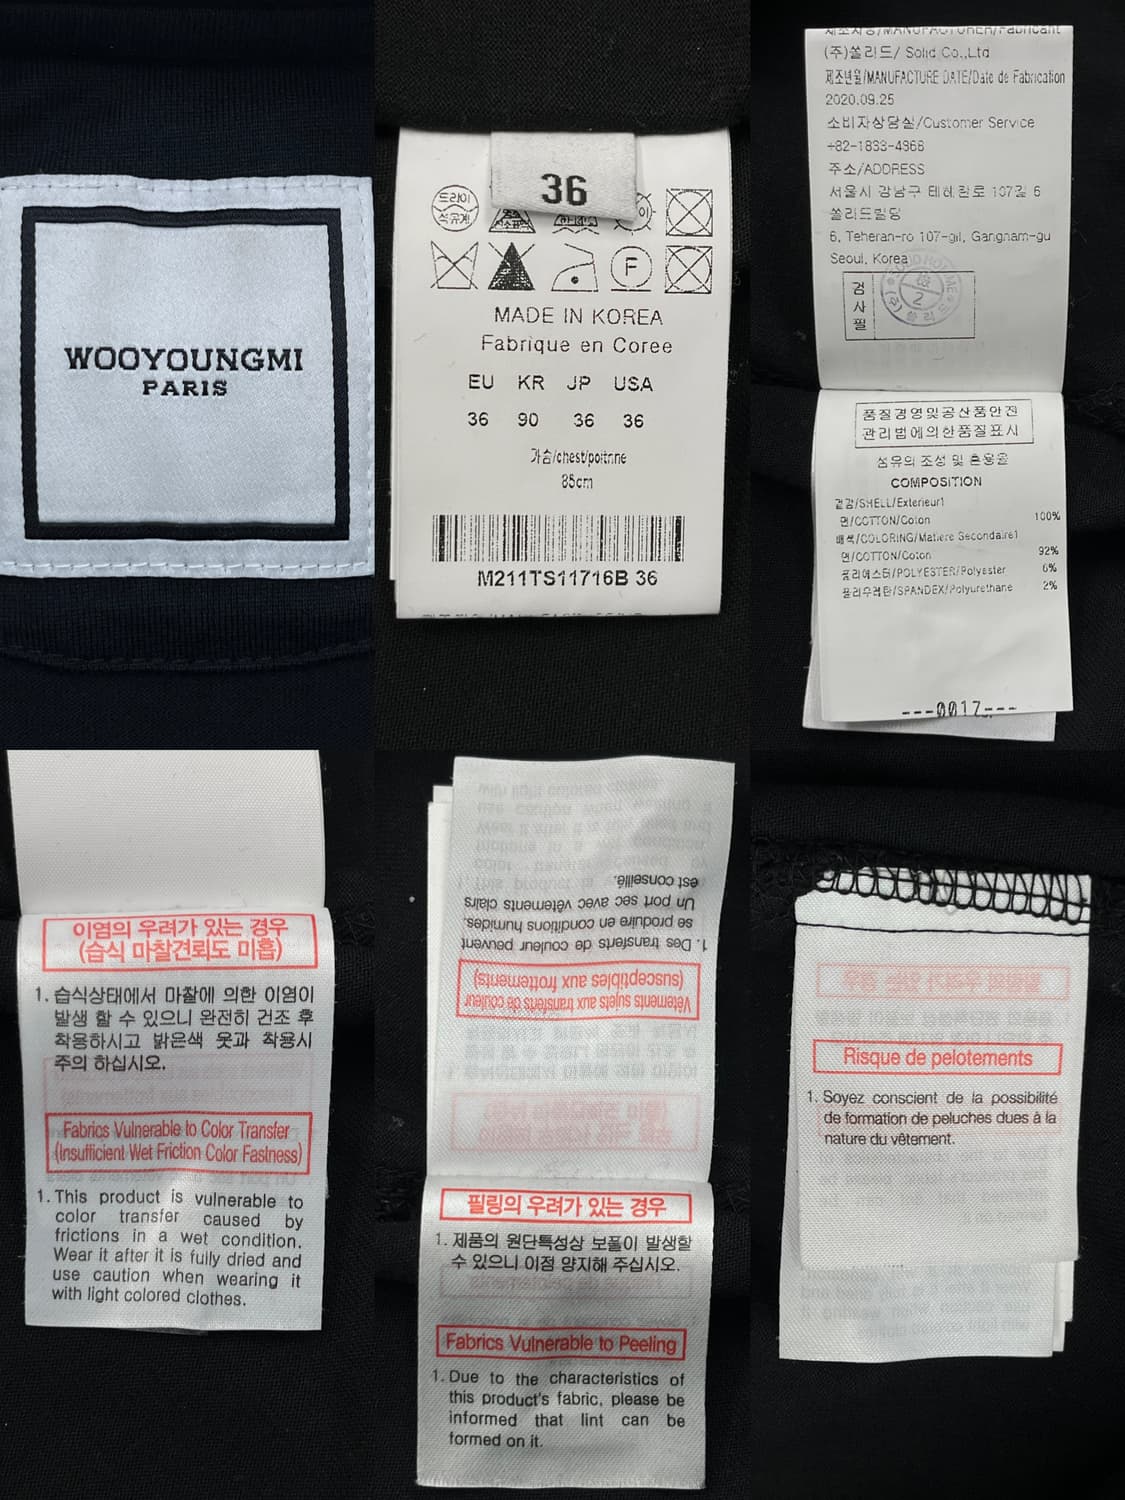 WOOYOUNGMI
PARIS
36
드라이
석유계
F
MADE IN KOREA
Fabrique en Coree
EU KR JP USA
36 90 36 36
가슴/chest/poitrine
85cm
M211TS11716B 36
제조자명/MANUFACTURER/Fabricant
(주)쏠리드/ Solid Co.,Ltd
제조년월/MANUFACTURE DATE/Date de Fabrication
2020.09.25
소비자상담실/Customer Service
+82-1833-4366
주소/ADDRESS
서울시 강남구 테헤란로 107길 6
쏠리드빌딩
6, Teheran-ro 107-gil, Gangnam-gu
Seoul, Korea
검사필
2
품질경영및공산품안전
관리법에의한품질표시
섬유의 조성 및 혼용율
COMPOSITION
겉감/SHELL/Exterieur1
면/COTTON/Coton 100%
배색/COLORING/Matiere Secondaire1
면/COTTON/Coton 92%
폴리에스터/POLYESTER/Polyester 6%
폴리우레탄/SPANDEX/Polyurethane 2%
---0017---
이염의 우려가 있는 경우
(습식 마찰견뢰도 미흡)
1. 습식상태에서 마찰에 의한 이염이
발생 할 수 있으니 완전히 건조 후
착용하시고 밝은색 옷과 착용시
주의 하십시오.
Fabrics Vulnerable to Color Transfer
(Insufficient Wet Friction Color Fastness)
1. This product is vulnerable to
color transfer caused by
frictions in a wet condition.
Wear it after it is fully dried and
use caution when wearing it
with light colored clothes.
Vêtements sujets aux transferts de couleur
(susceptibles aux frottements)
1. Des transferts de couleur peuvent
se produire en conditions humides.
Un port sec avec vêtements clairs
est conseillé.
필링의 우려가 있는 경우
1. 제품의 원단특성상 보풀이 발생할
수 있으니 이점 양지해 주십시오.
Fabrics Vulnerable to Peeling
1. Due to the characteristics of
this product's fabric, please be
informed that lint can be
formed on it.
Risque de pelotements
1. Soyez conscient de la possibilité
de formation de peluches dues à la
nature du vêtement.